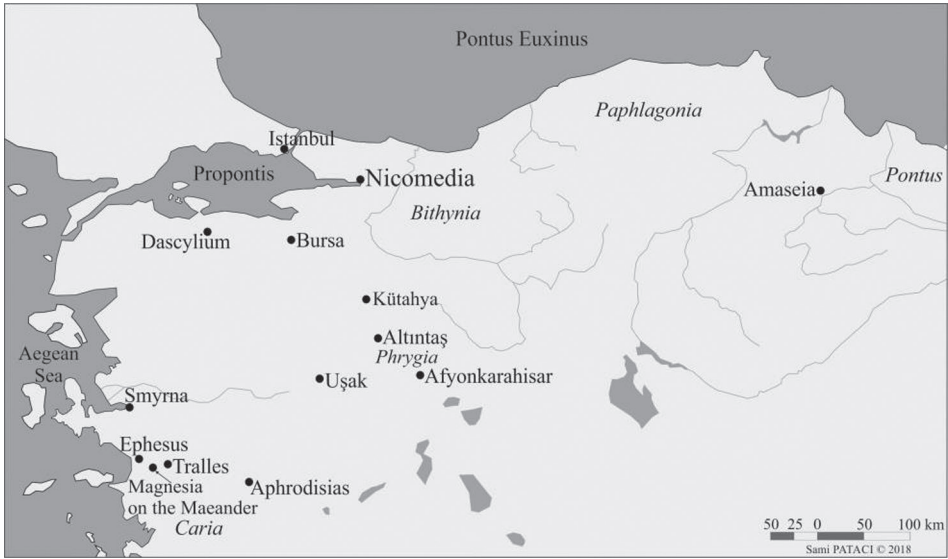 Pontus Euxinus
Paphlagonia
Istanbul
Propontis
Nicomedia
Pontus
Amaseia
Bithynia
Dascylium
Bursa
Kütahya
Altıntaş
Phrygia
Aegean
Sea
Uşak
Afyonkarahisar
Smyrna
Ephesus
Tralles
Magnesia
on the Maeander
Aphrodisias
Caria
50 25 0 50 100 km
Sami PATACI © 2018